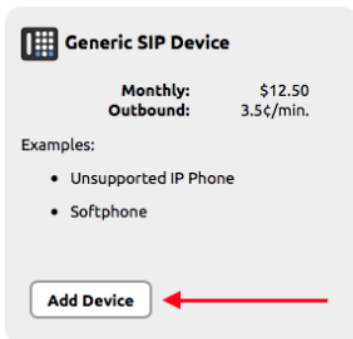 Generic SIP Device
Monthly: $12.50
Outbound: 3.5¢/min.
Examples:
• Unsupported IP Phone
• Softphone
Add Device